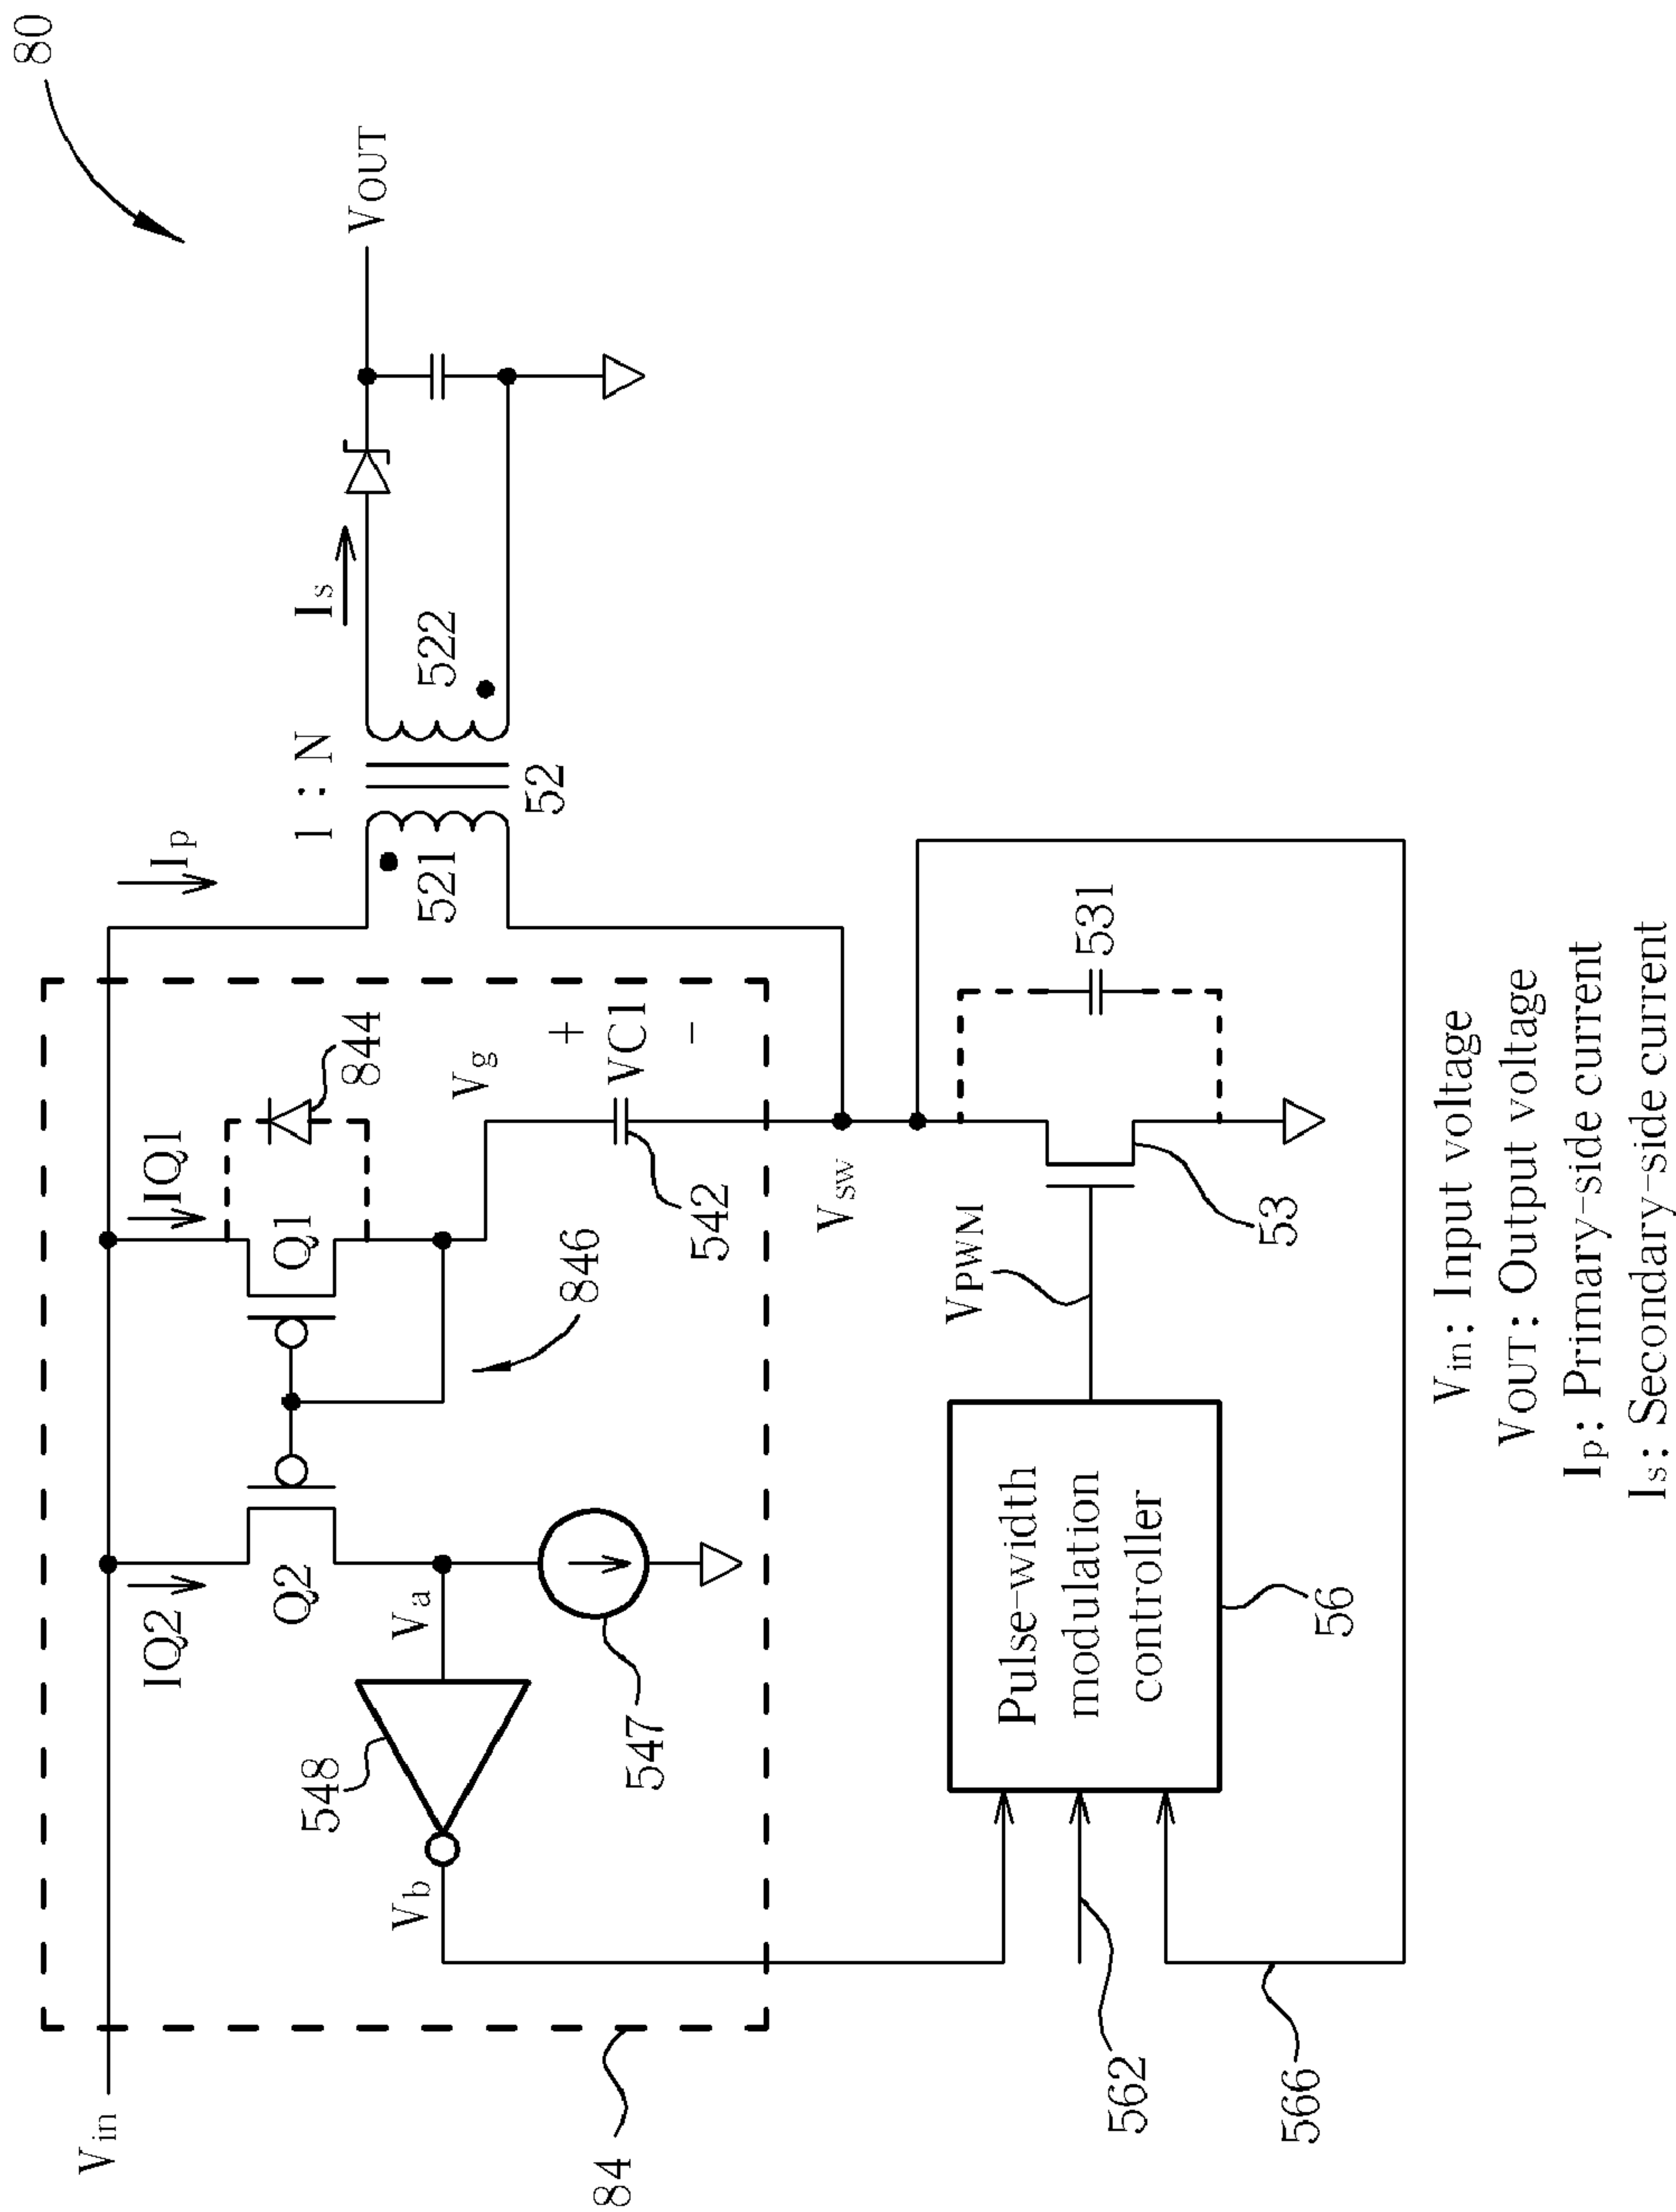 80
Vin
IQ2
IQ1
Ip
Q2
Q1
844
1 : N
Is
VOUT
548
Vb
Va
Vg
521
522
846
547
542
+
VC1
-
52
84
Vsw
VPWM
531
Pulse-width
modulation
controller
562
566
56
53
Vin: Input voltage
VOUT: Output voltage
Ip: Primary-side current
Is: Secondary-side current